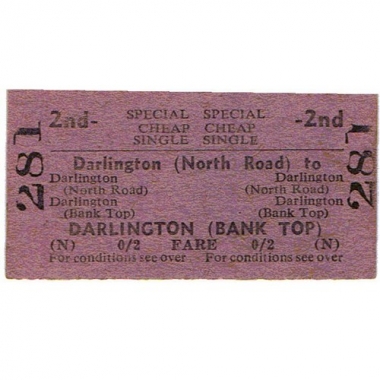 2nd- SPECIAL SPECIAL -2nd
CHEAP CHEAP
SINGLE SINGLE
281 281
Darlington (North Road) to
Darlington Darlington
(North Road) (North Road)
Darlington Darlington
(Bank Top) (Bank Top)
DARLINGTON (BANK TOP)
(N) 0/2 FARE 0/2 (N)
For conditions see over For conditions see over